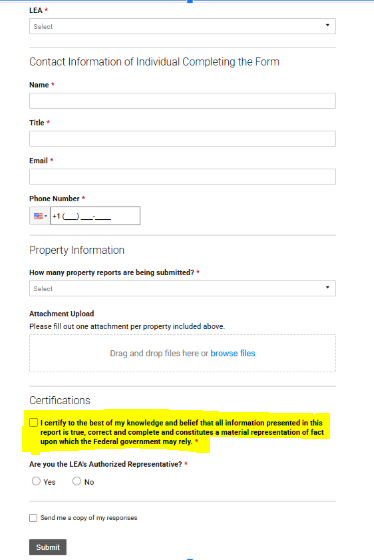 LEA *
Select
Contact Information of Individual Completing the Form
Name *
Title *
Email *
Phone Number *
+1 (___) ___-____
Property Information
How many property reports are being submitted? *
Select
Attachment Upload
Please fill out one attachment per property included above.
Drag and drop files here or browse files
Certifications
I certify to the best of my knowledge and belief that all information presented in this
report is true, correct and complete and constitutes a material representation of fact
upon which the Federal government may rely. *
Are you the LEA's Authorized Representative? *
Yes No
Send me a copy of my responses
Submit